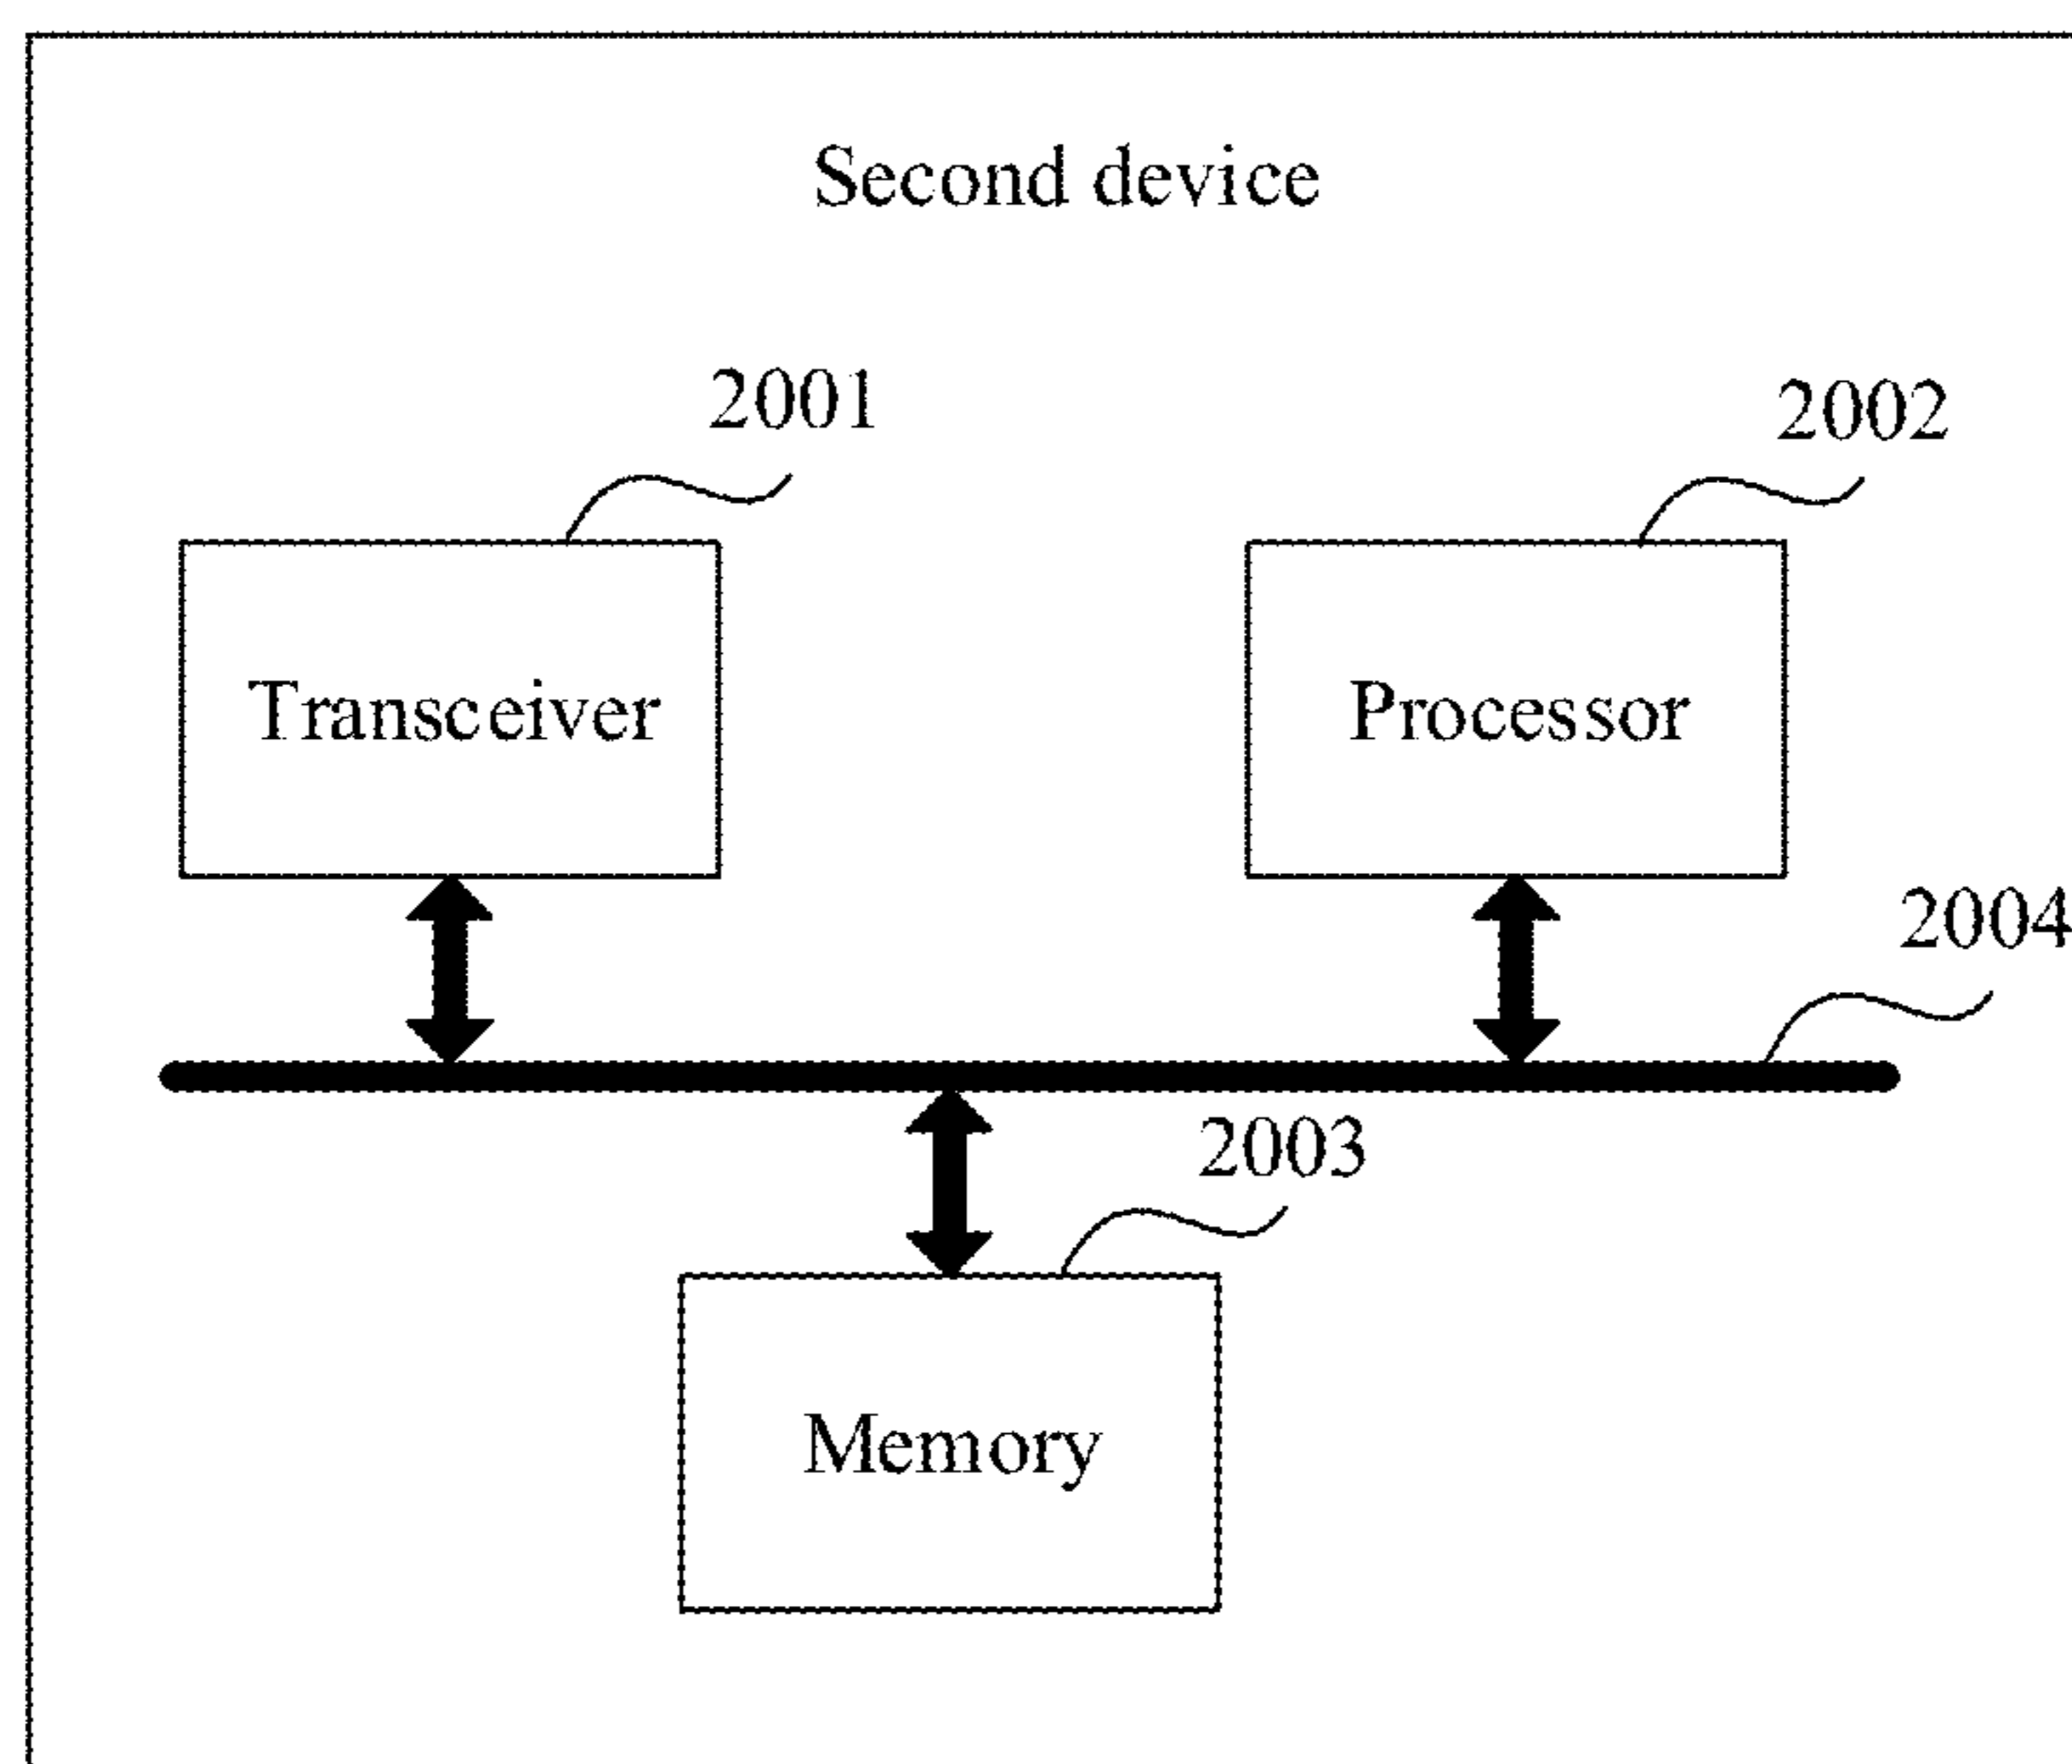 Second device
2001
2002
Transceiver
Processor
2004
2003
Memory